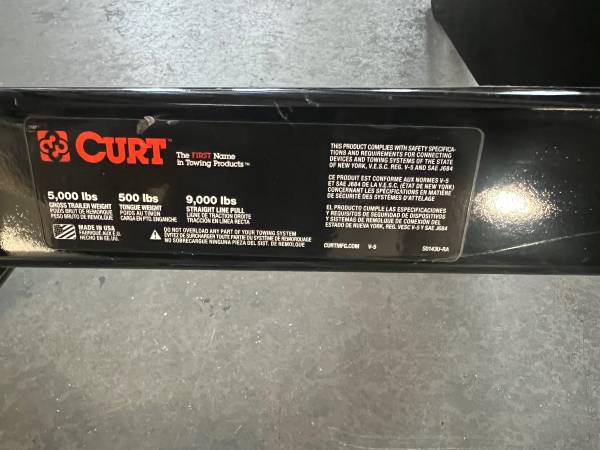 CURT™
The FIRST Name
in Towing Products™
5,000 lbs
GROSS TRAILER WEIGHT
POIDS BRUT DE REMORQUE
PESO BRUTO DE REMOLQUE
500 lbs
TONGUE WEIGHT
POIDS AU TIMON
CARGA EN PTO. ENGANCHE
9,000 lbs
STRAIGHT LINE PULL
LIGNE DE TRACTION DROITE
TRACCIÓN EN LINEA RECTA
MADE IN USA
FABRIQUÉ AUX É.U.
HECHO EN EE.UU.
DO NOT OVERLOAD ANY PART OF YOUR TOWING SYSTEM
ÉVITEZ DE SURCHARGER TOUTE PARTIE DU SYSTÈME DE REMORQUAGE
NO SOBRECARGUE NINGUNA PIEZA DEL SIST. DE REMOLQUE
THIS PRODUCT COMPLIES WITH SAFETY SPECIFICA-
TIONS AND REQUIREMENTS FOR CONNECTING
DEVICES AND TOWING SYSTEMS OF THE STATE
OF NEW YORK, V.E.S.C. REG. V-5 AND SAE J684
CE PRODUIT EST CONFORME AUX NORMES V-5
ET SAE J684 DE LA V.E.S.C. (ÉTAT DE NEW YORK)
CONCERNANT LES SPÉCIFICATIONS EN MATIÈRE
DE SÉCURITÉ DES SYSTÈMES D'ATTELAGE
EL PRODUCTO CUMPLE LAS ESPECIFICACIONES
Y REQUISITOS DE SEGURIDAD DE DISPOSITIVOS
Y SISTEMAS DE REMOLQUE DE CONEXIÓN DEL
ESTADO DE NUEVA YORK, REG. VESC V-5 Y SAE J684
CURTMFG.COM V-5 50143U-RA